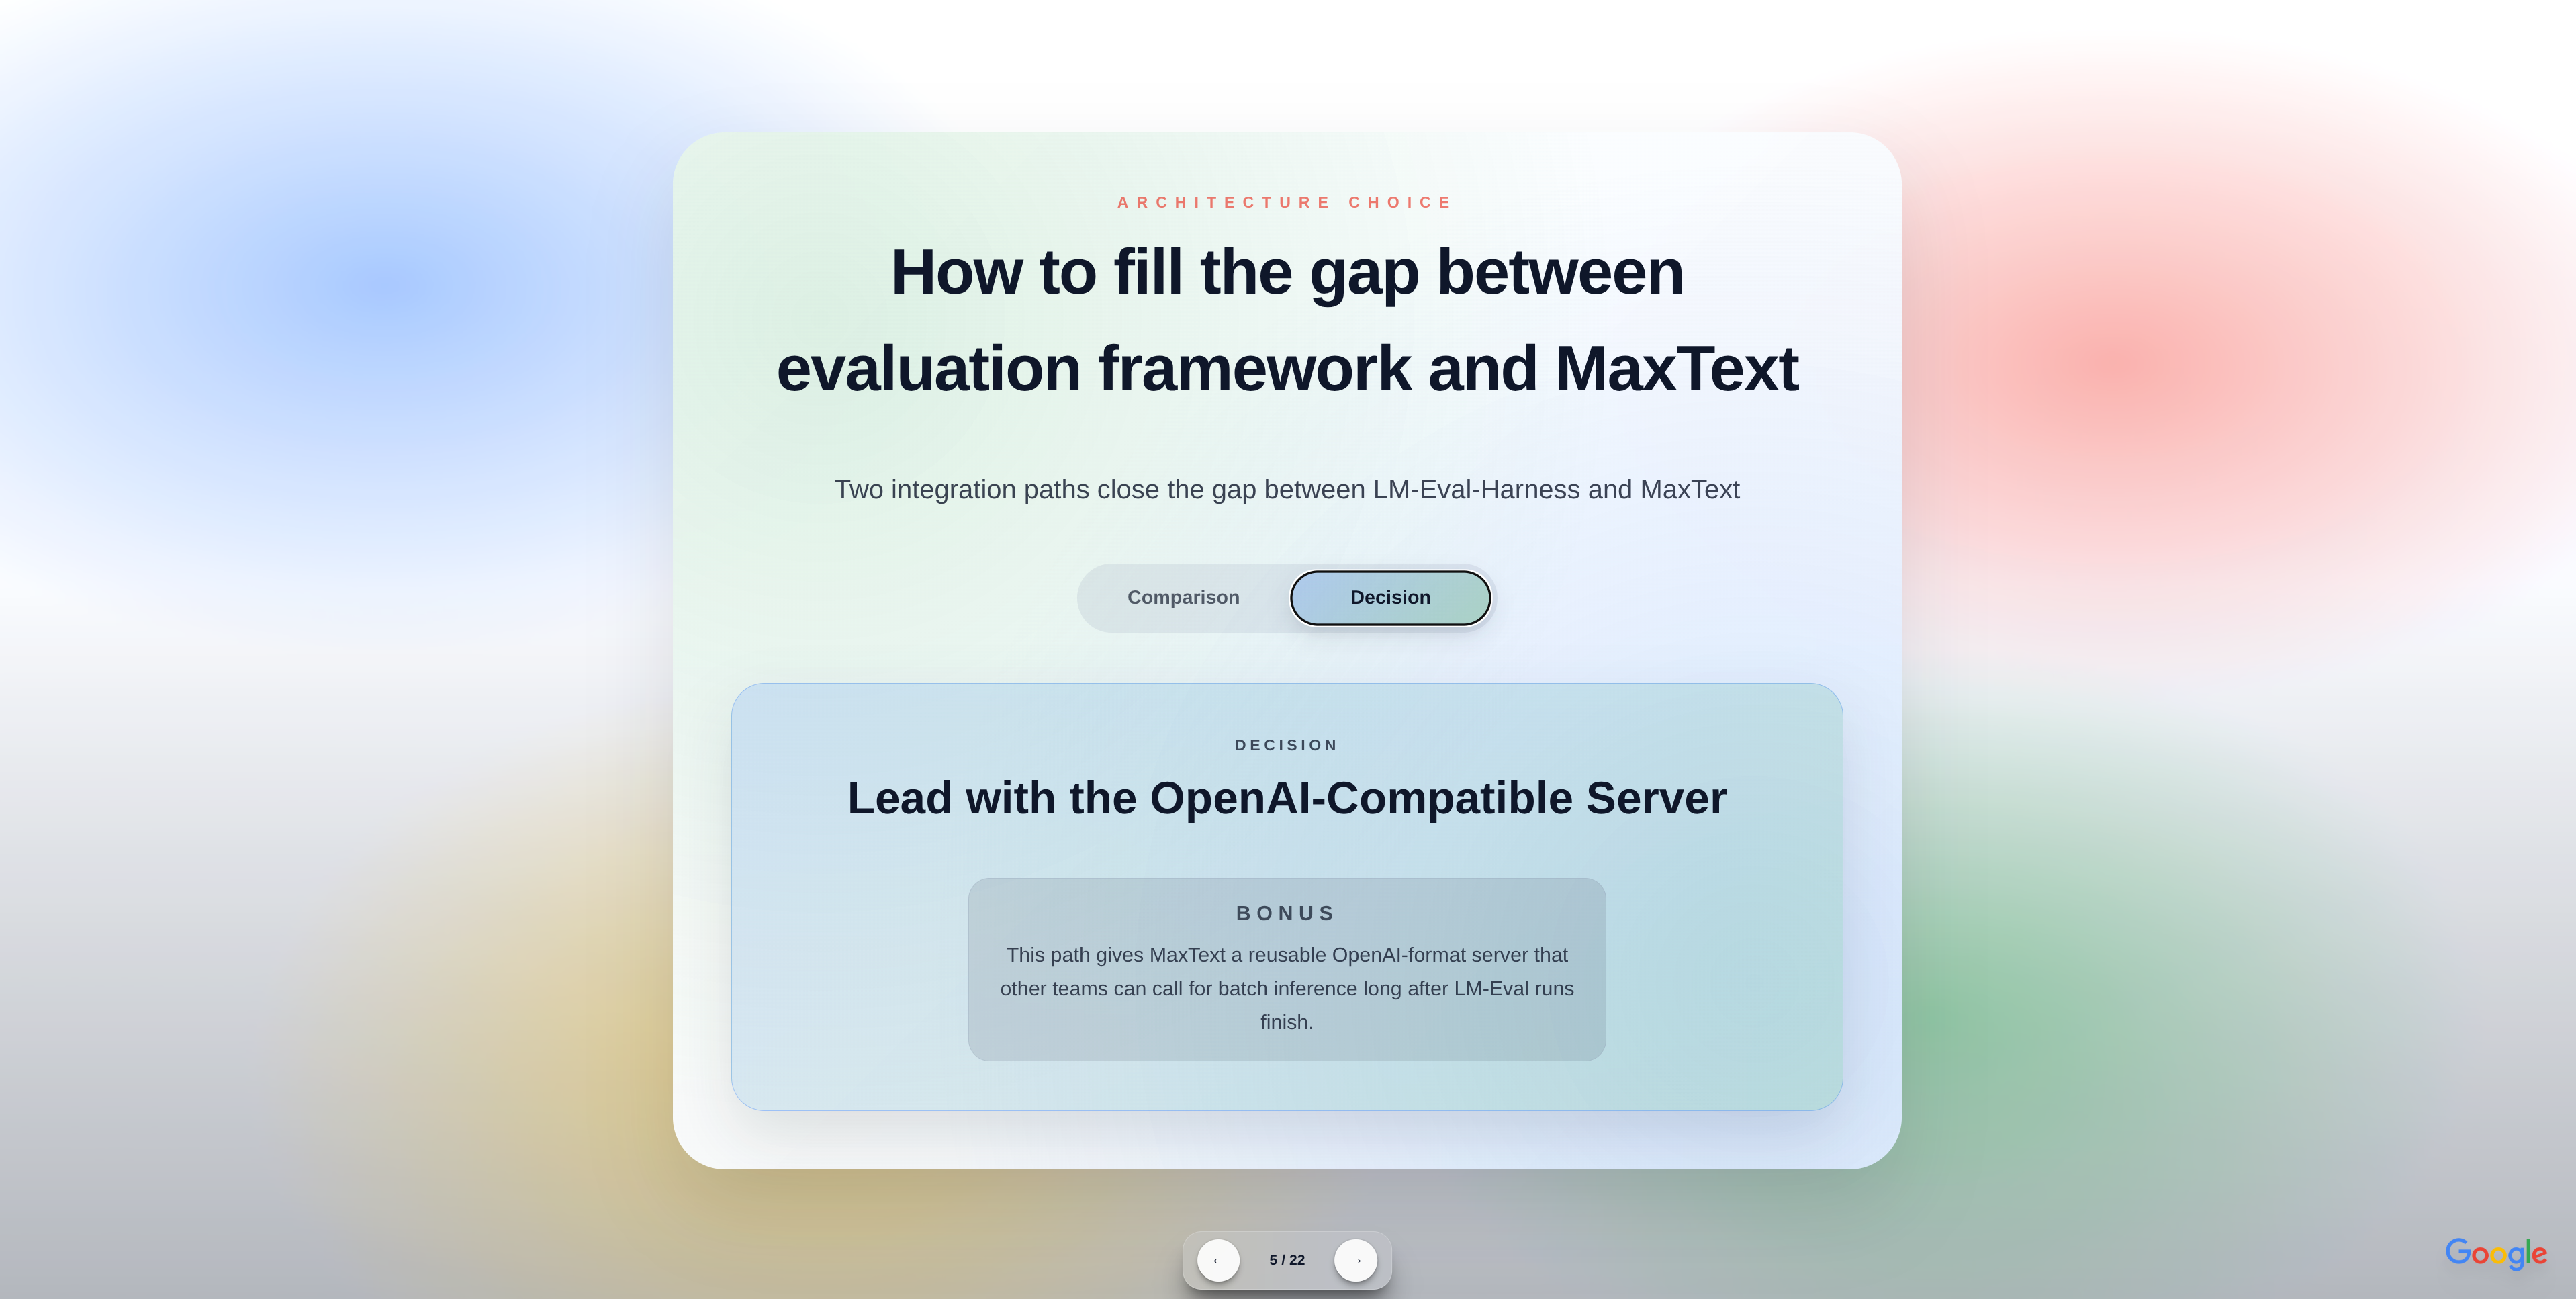 ARCHITECTURE CHOICE
How to fill the gap between
evaluation framework and MaxText
Two integration paths close the gap between LM-Eval-Harness and MaxText
Comparison
Decision
DECISION
Lead with the OpenAI-Compatible Server
BONUS
This path gives MaxText a reusable OpenAI-format server that
other teams can call for batch inference long after LM-Eval runs
finish.
← 5 / 22 →
Google